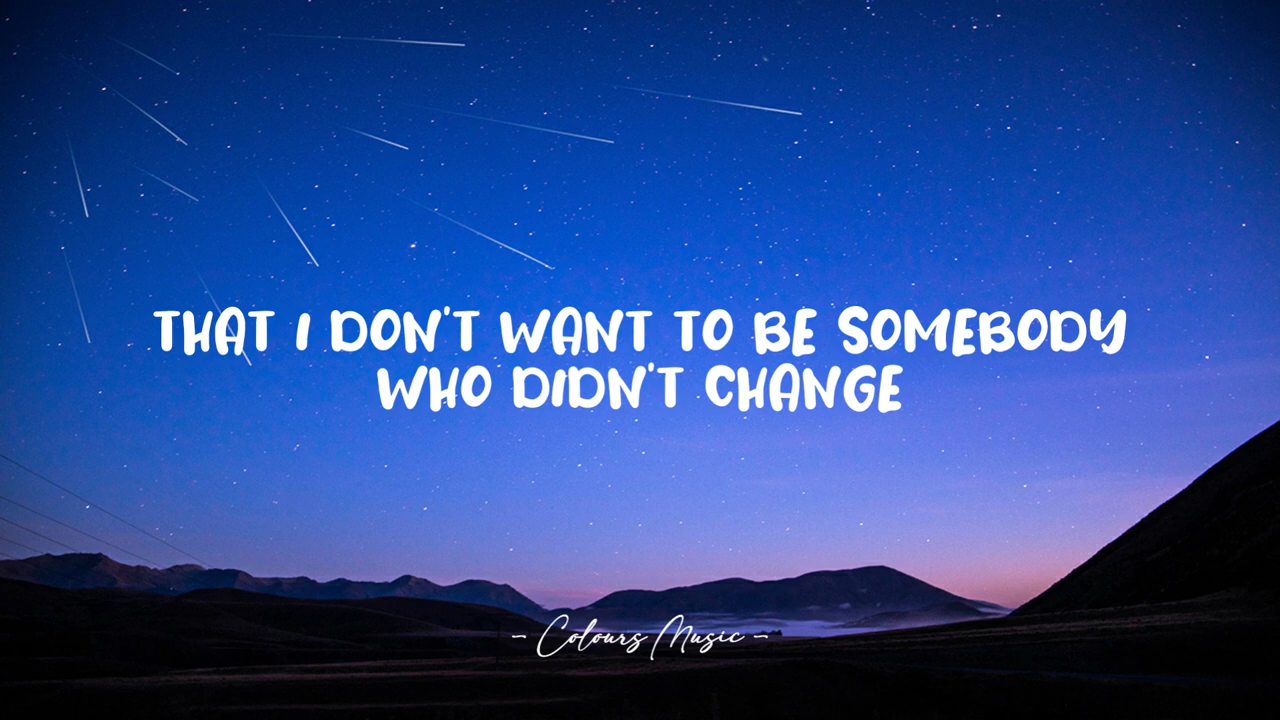 THAT I DON'T WANT TO BE SOMEBODY
WHO DIDN'T CHANGE
~ Colours Music ~